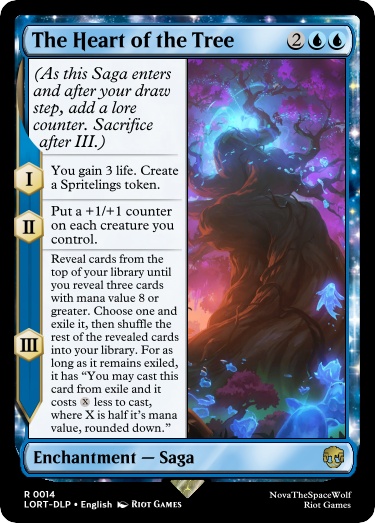 The Heart of the Tree 2
(As this Saga enters
and after your draw
step, add a lore
counter. Sacrifice
after III.)
I
You gain 3 life. Create
a Spritelings token.
II
Put a +1/+1 counter
on each creature you
control.
III
Reveal cards from the
top of your library until
you reveal three cards
with mana value 8 or
greater. Choose one and
exile it, then shuffle the
rest of the revealed cards
into your library. For as
long as it remains exiled,
it has “You may cast this
card from exile and it
costs X less to cast,
where X is half it’s mana
value, rounded down.”
Enchantment — Saga
R 0014
LORT-DLP • English RIOT GAMES
NovaTheSpaceWolf
Riot Games